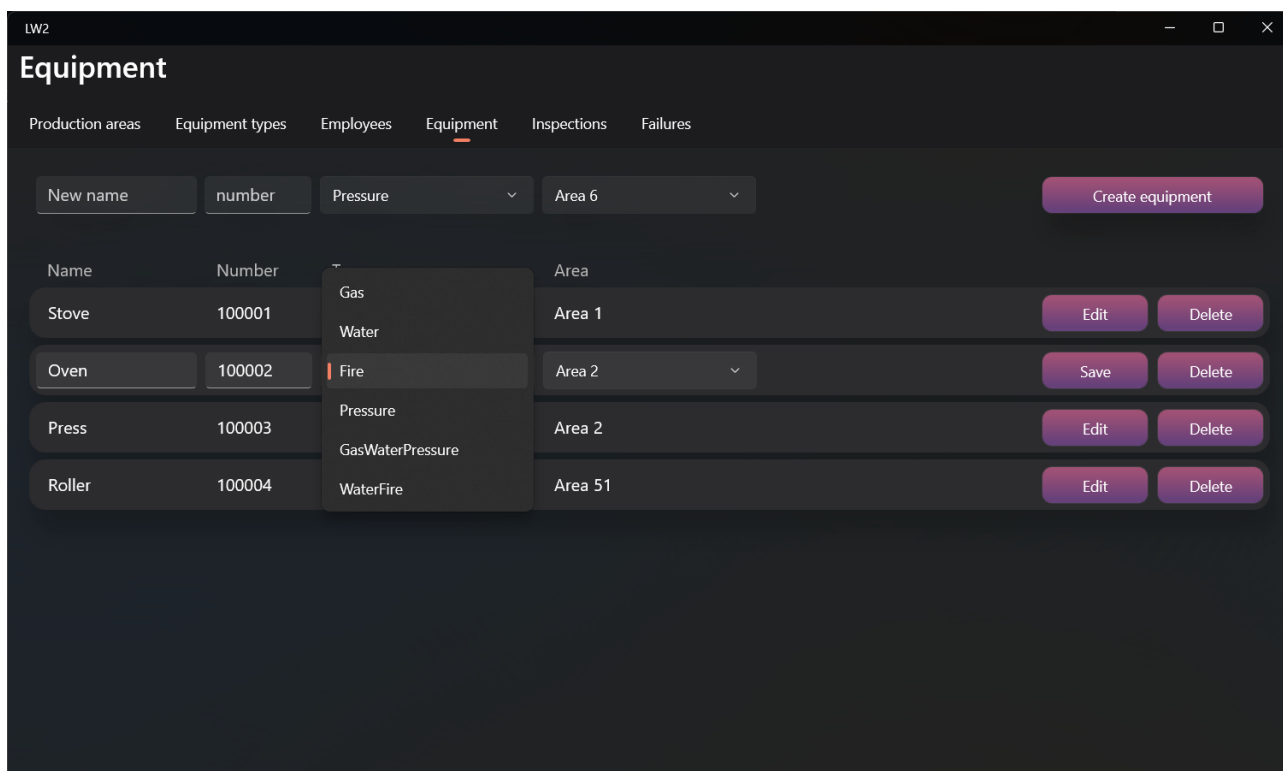 LW2
Equipment
Production areas Equipment types Employees Equipment Inspections Failures
New name number Pressure Area 6 Create equipment
Name Number Area
Gas
Stove 100001 Area 1 Edit Delete
Water
Oven 100002 Fire Area 2 Save Delete
Pressure
Press 100003 Area 2 Edit Delete
GasWaterPressure
Roller 100004 WaterFire Area 51 Edit Delete